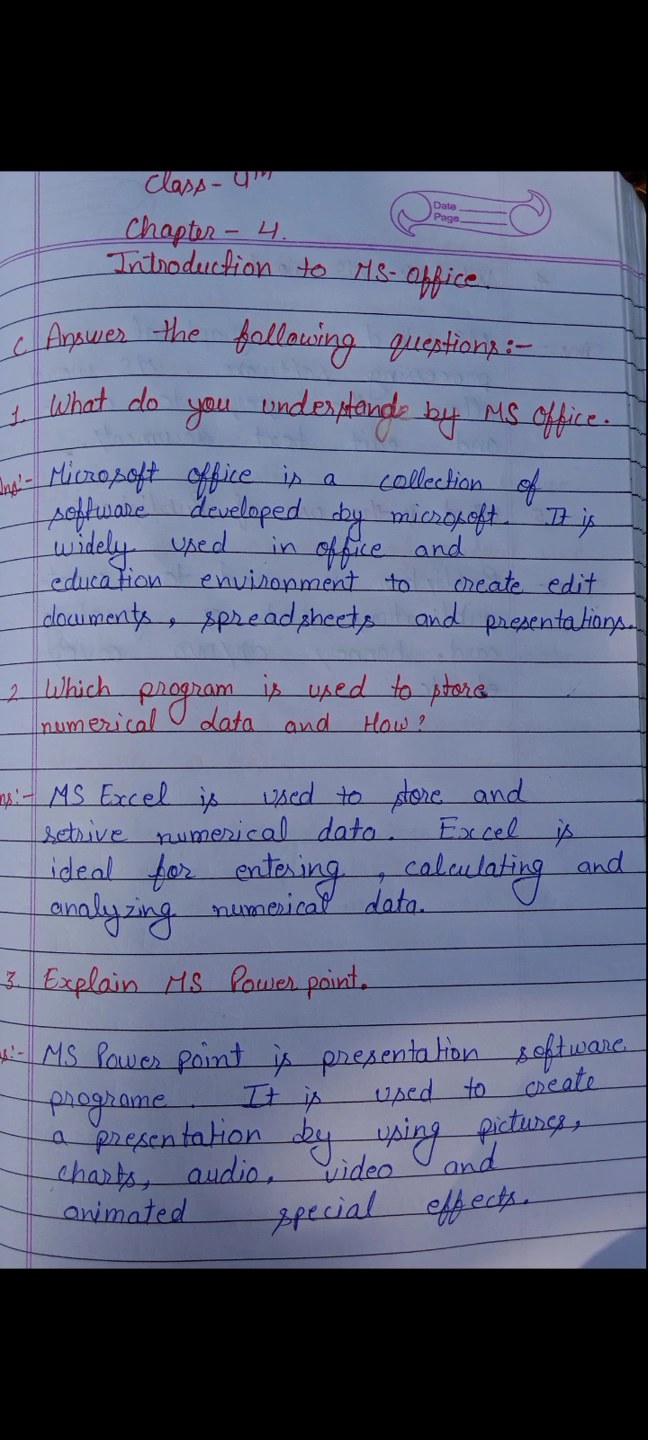 Class- 4th
Date
Page
Chapter - 4.
Introduction to MS-office.
C. Answer the following questions:-
1. What do you understande by MS office.
Ans:- Microsoft office is a collection of
software developed by microsoft. It is
widely used in office and
education environment to create edit
documents, spreadsheets and presentations.
2. Which program is used to store
numerical data and How?
Ans:- MS Excel is used to store and
retrive numerical data. Excel is
ideal for entering, calculating and
analyzing numerical data.
3. Explain MS Power point.
Ans:- MS Power point is presentation software
programe. It is used to create
a presentation by using pictures,
charts, audio, video and
animated special effects.